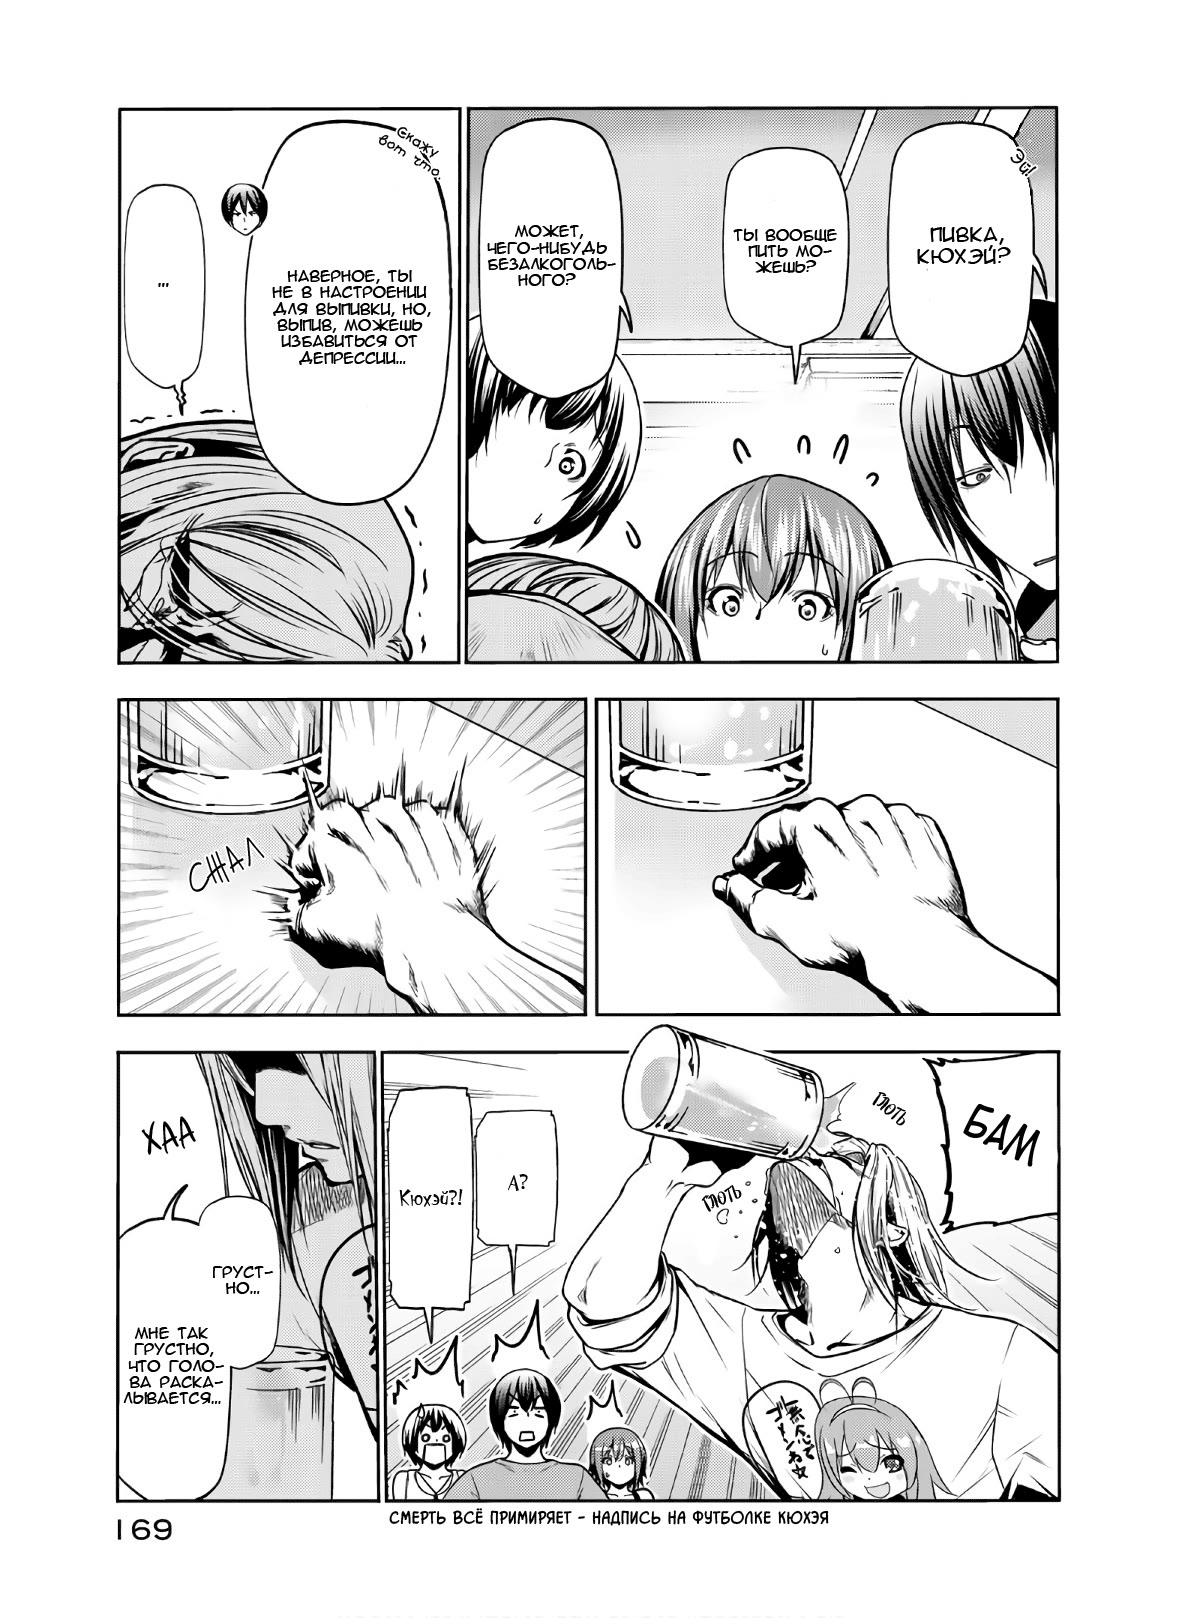 Эй!
ПИВКА,
КЮХЭЙ?
ТЫ ВООБЩЕ
ПИТЬ МО-
ЖЕШЬ?
МОЖЕТ,
ЧЕГО-НИБУДЬ
БЕЗАЛКОГОЛЬ-
НОГО?
Скажу
вот что.
НАВЕРНОЕ, ТЫ
НЕ В НАСТРОЕНИИ
ДЛЯ ВЫПИВКИ, НО,
ВЫПИВ, МОЖЕШЬ
ИЗБАВИТЬСЯ ОТ
ДЕПРЕССИИ...
...
СЖАЛ
БАМ
ГЛОТЬ
ГЛОТЬ
А?
Кюхэй?!
ХАА
ГРУСТ-
НО...
МНЕ ТАК
ГРУСТНО,
ЧТО ГОЛО-
ВА РАСКА-
ЛЫВАЕТСЯ...
СМЕРТЬ ВСЁ ПРИМИРЯЕТ - НАДПИСЬ НА ФУТБОЛКЕ КЮХЭЯ
169